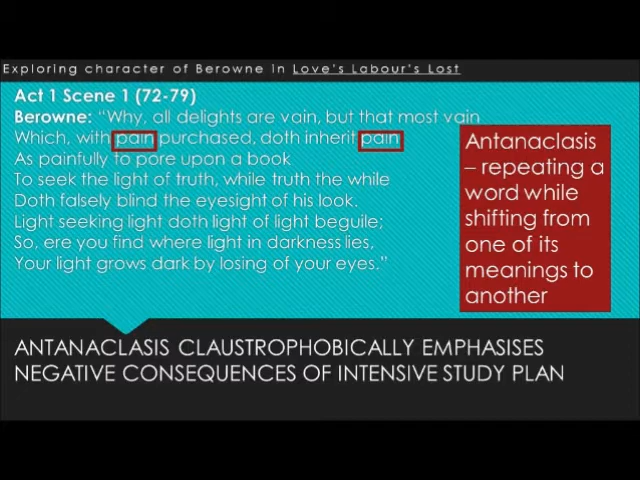 Exploring character of Berowne in Love's Labour's Lost
Act 1 Scene 1 (72-79)
Berowne: “Why, all delights are vain, but that most vain
Which, with pain purchased, doth inherit pain
As painfully to pore upon a book
To seek the light of truth, while truth the while
Doth falsely blind the eyesight of his look.
Light seeking light doth light of light beguile;
So, ere you find where light in darkness lies,
Your light grows dark by losing of your eyes.”
Antanaclasis
– repeating a
word while
shifting from
one of its
meanings to
another
ANTANACLASIS CLAUSTROPHOBICALLY EMPHASISES
NEGATIVE CONSEQUENCES OF INTENSIVE STUDY PLAN